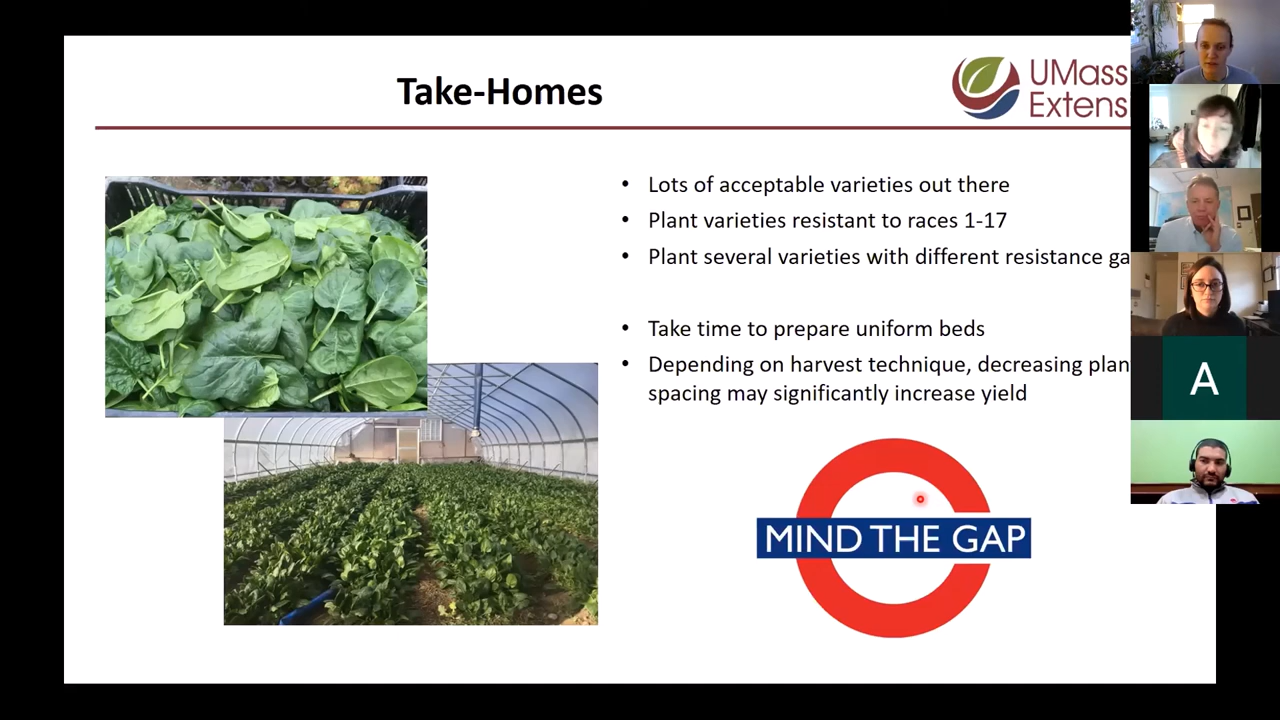 Take-Homes
UMass
Extens
• Lots of acceptable varieties out there
• Plant varieties resistant to races 1-17
• Plant several varieties with different resistance ga
• Take time to prepare uniform beds
• Depending on harvest technique, decreasing plan
spacing may significantly increase yield
MIND THE GAP
A